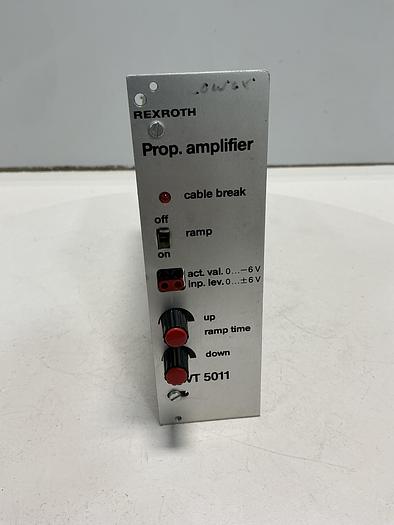 REXROTH
Prop. amplifier
cable break
off
ramp
on
act. val. 0...−6 V
inp. lev. 0...±6 V
up
ramp time
down
VT 5011